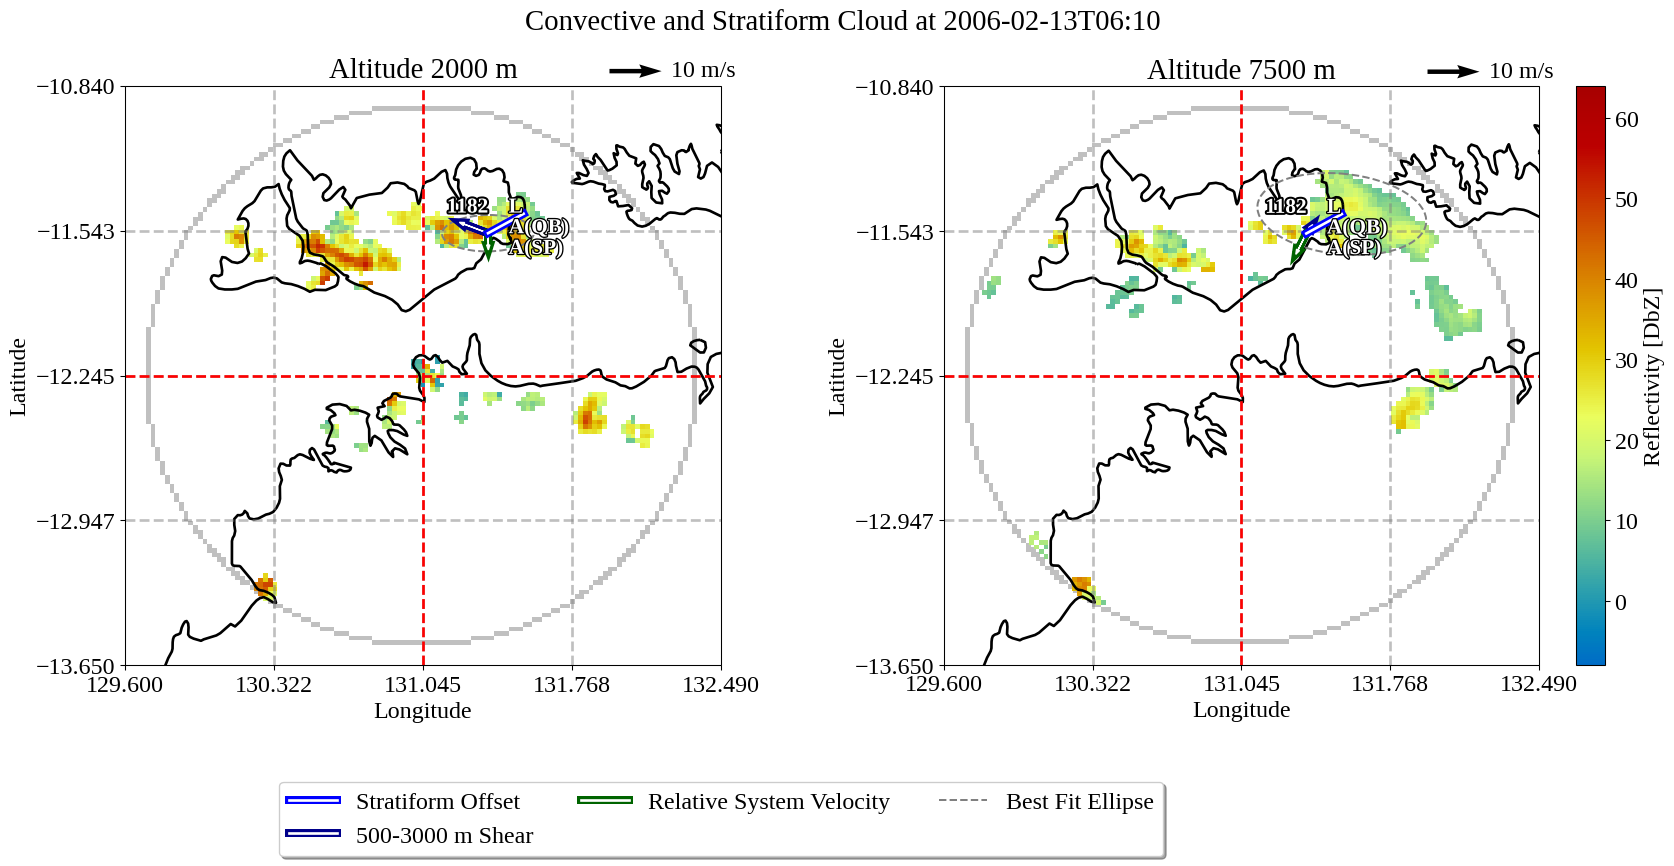 Convective and Stratiform Cloud at 2006-02-13T06:10
Altitude 2000 m
10 m/s
Altitude 7500 m
10 m/s
−10.840
−11.543
−12.245
−12.947
−13.650
Latitude
129.600
130.322
131.045
131.768
132.490
Longitude
1182
L
A(QB)
A(SP)
−10.840
−11.543
−12.245
−12.947
−13.650
Latitude
129.600
130.322
131.045
131.768
132.490
Longitude
1182
L
A(QB)
A(SP)
60
50
40
30
20
10
0
Reflectivity [DbZ]
Stratiform Offset
500-3000 m Shear
Relative System Velocity
Best Fit Ellipse